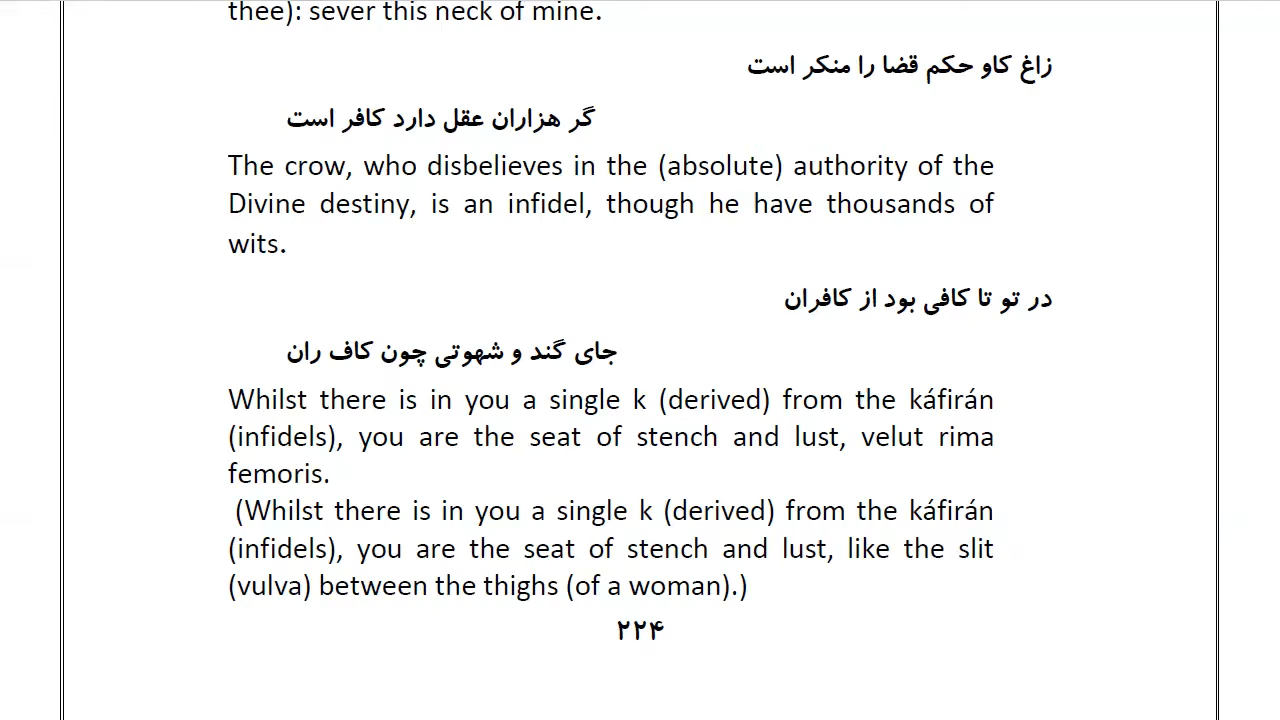 thee): sever this neck of mine.
زاغ کاو حکم قضا را منکر است
گر هزاران عقل دارد کافر است
The crow, who disbelieves in the (absolute) authority of the
Divine destiny, is an infidel, though he have thousands of
wits.
در تو تا کافی بود از کافران
جای گند و شهوتی چون کاف ران
Whilst there is in you a single k (derived) from the káfirán
(infidels), you are the seat of stench and lust, velut rima
femoris.
(Whilst there is in you a single k (derived) from the káfirán
(infidels), you are the seat of stench and lust, like the slit
(vulva) between the thighs (of a woman).)
۲۲۴